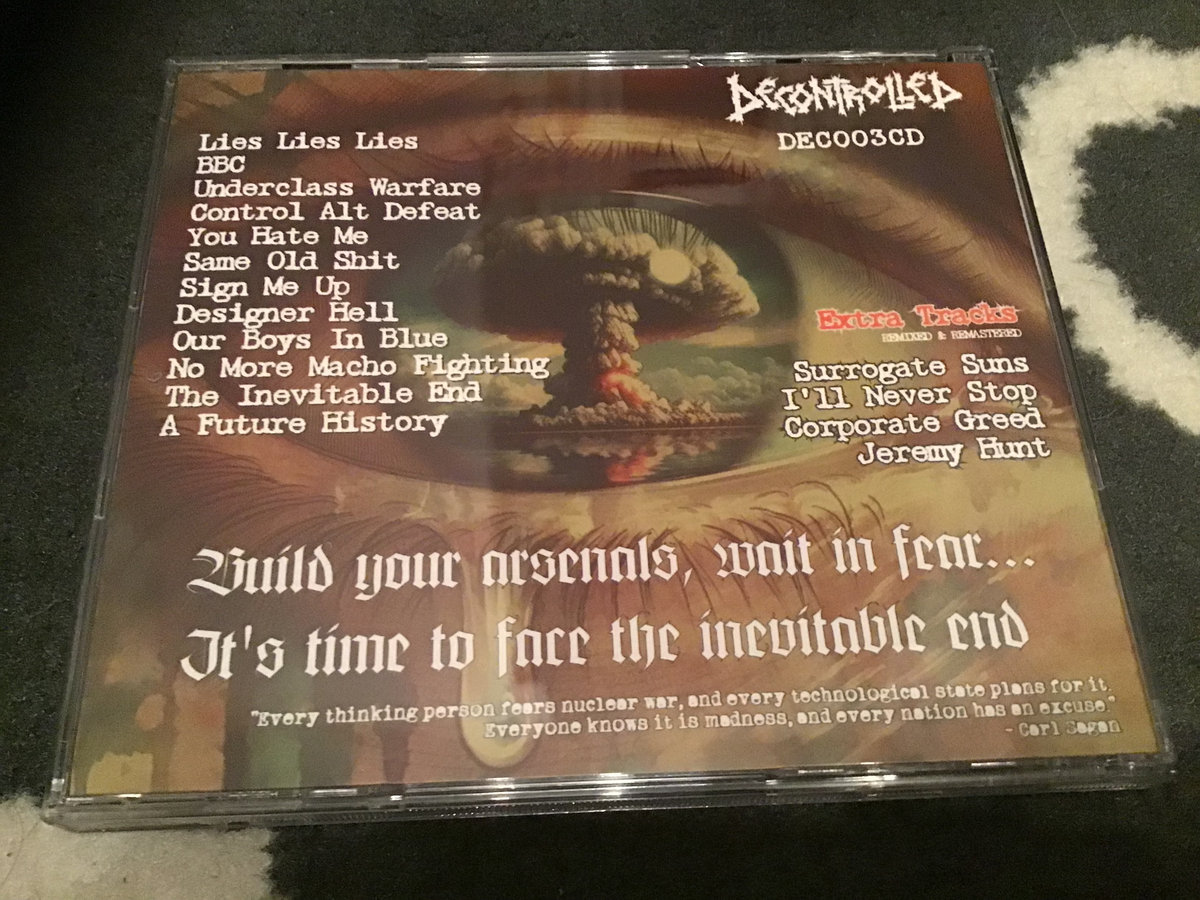 DECONTROLLED
DEC003CD
Lies Lies Lies
BBC
Underclass Warfare
Control Alt Defeat
You Hate Me
Same Old Shit
Sign Me Up
Designer Hell
Our Boys In Blue
No More Macho Fighting
The Inevitable End
A Future History
Extra Tracks
REMIXED & REMASTERED
Surrogate Suns
I'll Never Stop
Corporate Greed
Jeremy Hunt
Build your arsenals, wait in fear...
It's time to face the inevitable end
"Every thinking person fears nuclear war, and every technological state plans for it.
Everyone knows it is madness, and every nation has an excuse."
~ Carl Sagan